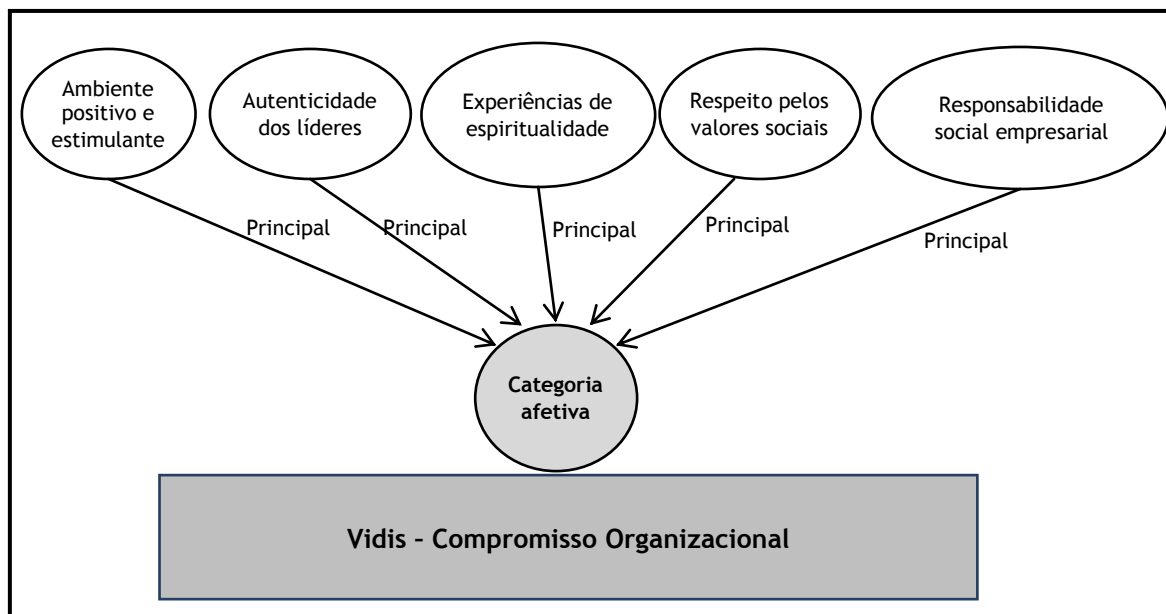 Ambiente
positivo e
estimulante
Autenticidade
dos líderes
Experiências de
espiritualidade
Respeito pelos
valores sociais
Responsabilidade
social empresarial
Principal
Principal
Principal
Principal
Principal
Categoria
afetiva
Vidis – Compromisso Organizacional